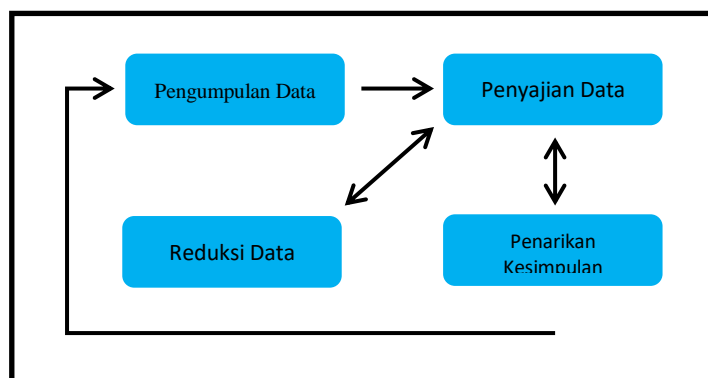 Pengumpulan Data
Penyajian Data
Reduksi Data
Penarikan
Kesimpulan